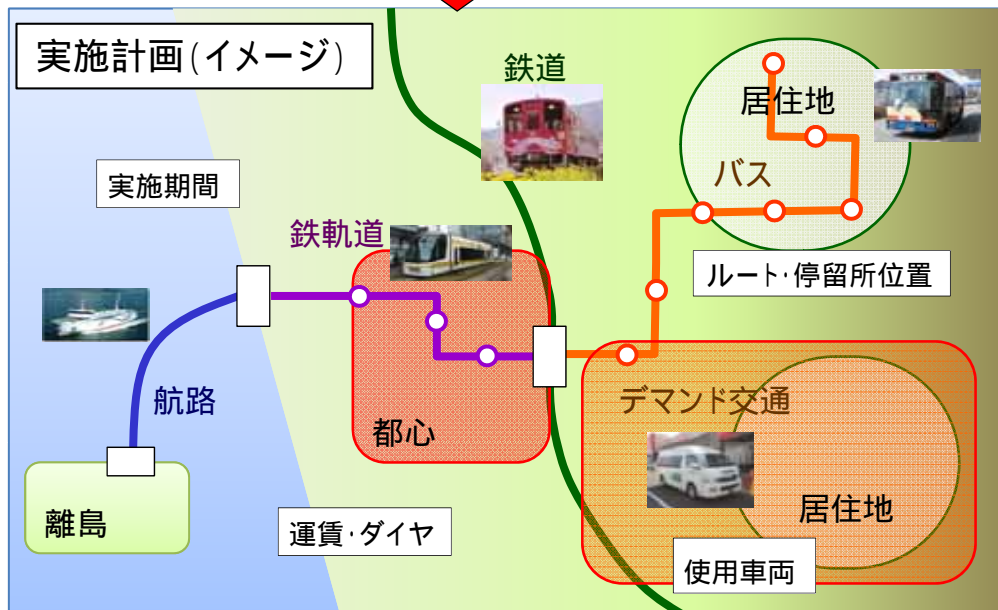 実施計画(イメージ)
鉄道
居住地
実施期間
バス
鉄軌道
ルート・停留所位置
航路
デマンド交通
都心
離島
居住地
運賃・ダイヤ
使用車両